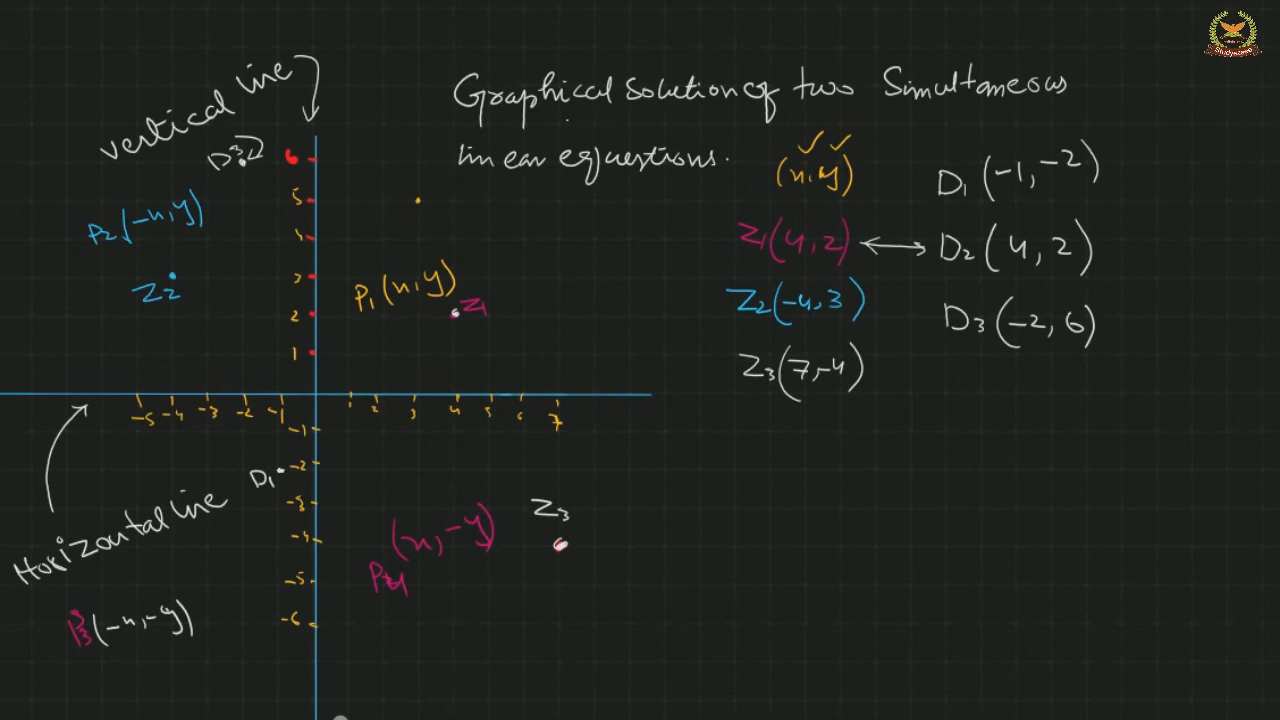 Graphical solution of two Simultaneous
linear equestions.
vertical line
D3
P2(-x,y)
Z2
P1(x,y)
Z1
6
5
4
3
2
1
-5 -4 -3 -2 -1 1 2 3 4 5 6 7
-1
-2
-3
-4
-5
-6
D1
Horizontal line
P3(-x,-y)
(x,-y)
Z3
(x,y)
Z1(4,2)
Z2(-4,3)
Z3(7,-4)
D1(-1,-2)
D2(4,2)
D3(-2,6)